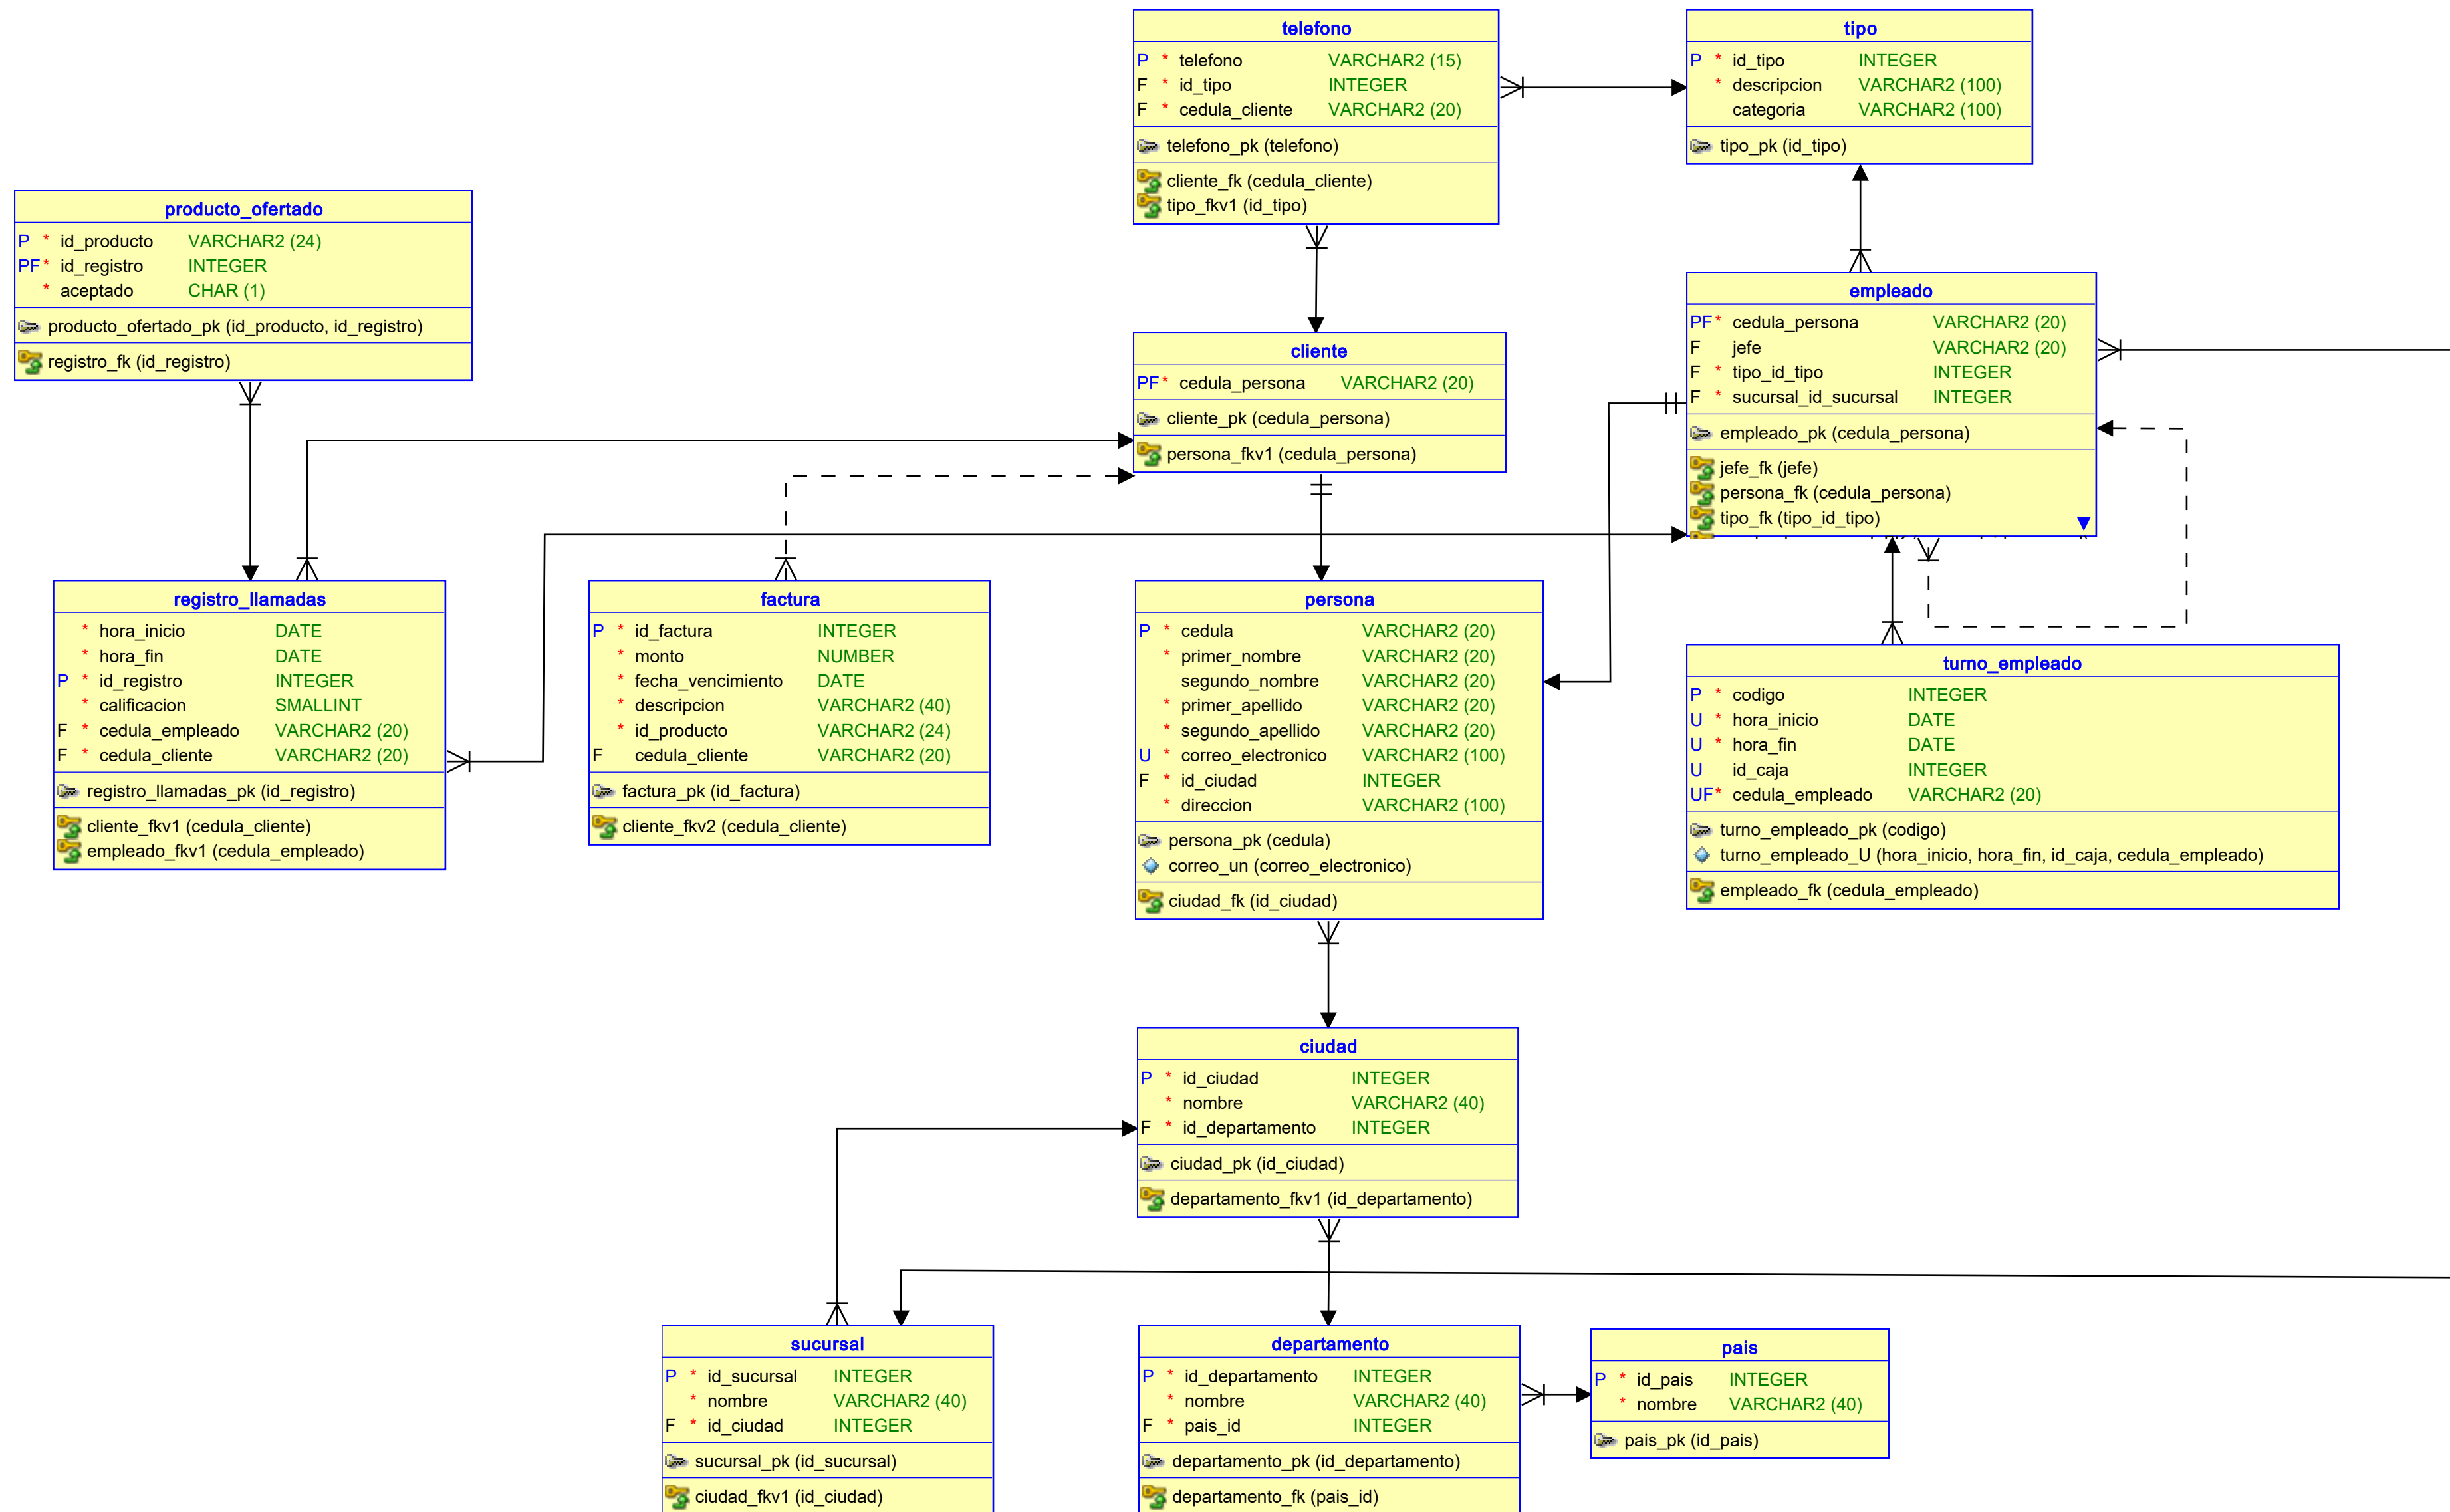 telefono
P * telefono VARCHAR2 (15)
F * id_tipo INTEGER
F * cedula_cliente VARCHAR2 (20)
telefono_pk (telefono)
cliente_fk (cedula_cliente)
tipo_fkv1 (id_tipo)
tipo
P * id_tipo INTEGER
* descripcion VARCHAR2 (100)
categoria VARCHAR2 (100)
tipo_pk (id_tipo)
producto_ofertado
P * id_producto VARCHAR2 (24)
PF * id_registro INTEGER
* aceptado CHAR (1)
producto_ofertado_pk (id_producto, id_registro)
registro_fk (id_registro)
cliente
PF * cedula_persona VARCHAR2 (20)
cliente_pk (cedula_persona)
persona_fkv1 (cedula_persona)
empleado
PF * cedula_persona VARCHAR2 (20)
F jefe VARCHAR2 (20)
F * tipo_id_tipo INTEGER
F * sucursal_id_sucursal INTEGER
empleado_pk (cedula_persona)
jefe_fk (jefe)
persona_fk (cedula_persona)
tipo_fk (tipo_id_tipo)
registro_llamadas
* hora_inicio DATE
* hora_fin DATE
P * id_registro INTEGER
* calificacion SMALLINT
F * cedula_empleado VARCHAR2 (20)
F * cedula_cliente VARCHAR2 (20)
registro_llamadas_pk (id_registro)
cliente_fkv1 (cedula_cliente)
empleado_fkv1 (cedula_empleado)
factura
P * id_factura INTEGER
* monto NUMBER
* fecha_vencimiento DATE
* descripcion VARCHAR2 (40)
* id_producto VARCHAR2 (24)
F cedula_cliente VARCHAR2 (20)
factura_pk (id_factura)
cliente_fkv2 (cedula_cliente)
persona
P * cedula VARCHAR2 (20)
* primer_nombre VARCHAR2 (20)
segundo_nombre VARCHAR2 (20)
* primer_apellido VARCHAR2 (20)
* segundo_apellido VARCHAR2 (20)
U * correo_electronico VARCHAR2 (100)
F * id_ciudad INTEGER
* direccion VARCHAR2 (100)
persona_pk (cedula)
correo_un (correo_electronico)
ciudad_fk (id_ciudad)
turno_empleado
P * codigo INTEGER
U * hora_inicio DATE
U * hora_fin DATE
U id_caja INTEGER
UF * cedula_empleado VARCHAR2 (20)
turno_empleado_pk (codigo)
turno_empleado_U (hora_inicio, hora_fin, id_caja, cedula_empleado)
empleado_fk (cedula_empleado)
ciudad
P * id_ciudad INTEGER
* nombre VARCHAR2 (40)
F * id_departamento INTEGER
ciudad_pk (id_ciudad)
departamento_fkv1 (id_departamento)
sucursal
P * id_sucursal INTEGER
* nombre VARCHAR2 (40)
F * id_ciudad INTEGER
sucursal_pk (id_sucursal)
ciudad_fkv1 (id_ciudad)
departamento
P * id_departamento INTEGER
* nombre VARCHAR2 (40)
F * pais_id INTEGER
departamento_pk (id_departamento)
departamento_fk (pais_id)
pais
P * id_pais INTEGER
* nombre VARCHAR2 (40)
pais_pk (id_pais)